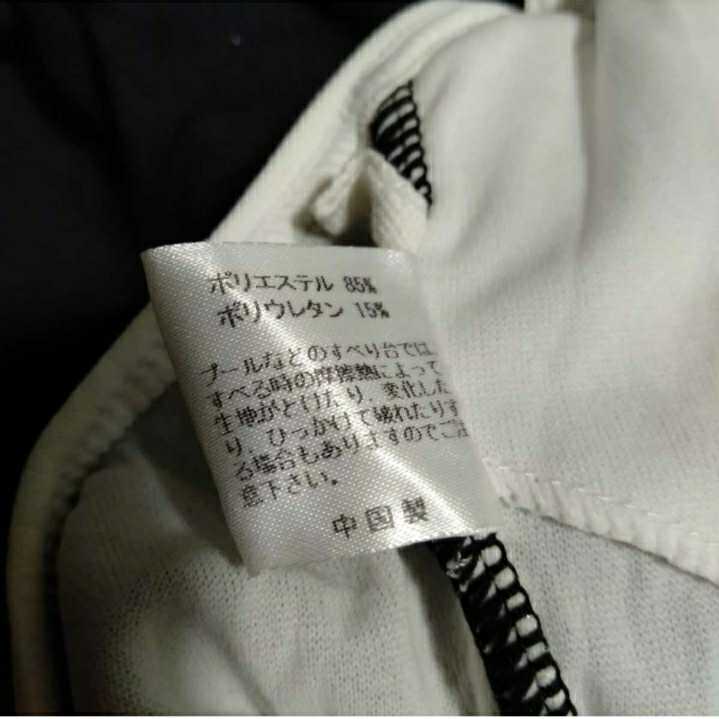 ポリエステル 85%
ポリウレタン 15%
プールなどのすべり台では、
すべる時の摩擦熱によって
生地がとけたり、変化した
り、ひっかけて破れたりす
る場合もありますのでご注
意下さい。
中国製